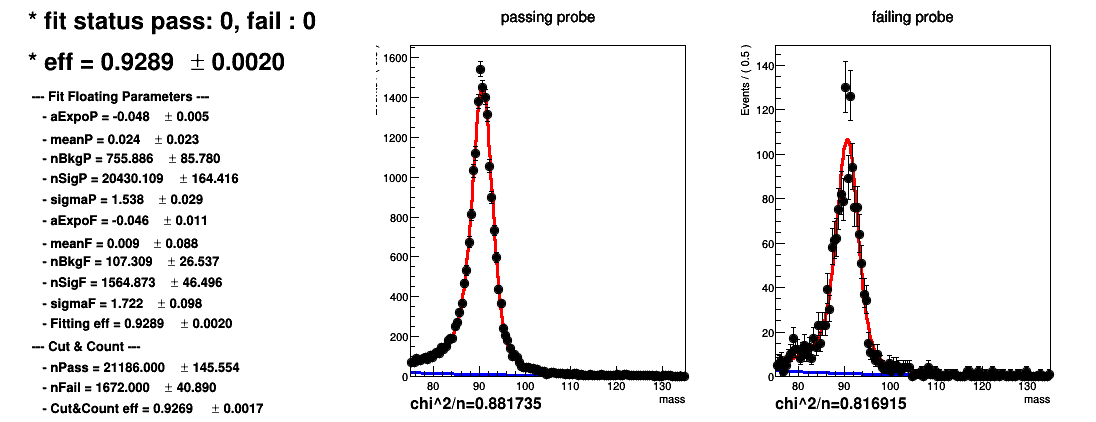 * fit status pass: 0, fail : 0
* eff = 0.9289 ± 0.0020
--- Fit Floating Parameters ---
- aExpoP = -0.048 ± 0.005
- meanP = 0.024 ± 0.023
- nBkgP = 755.886 ± 85.780
- nSigP = 20430.109 ± 164.416
- sigmaP = 1.538 ± 0.029
- aExpoF = -0.046 ± 0.011
- meanF = 0.009 ± 0.088
- nBkgF = 107.309 ± 26.537
- nSigF = 1564.873 ± 46.496
- sigmaF = 1.722 ± 0.098
- Fitting eff = 0.9289 ± 0.0020
--- Cut & Count ---
- nPass = 21186.000 ± 145.554
- nFail = 1672.000 ± 40.890
- Cut&Count eff = 0.9269 ± 0.0017
passing probe
1600
1400
1200
1000
800
600
400
200
0
80 90 100 110 120 130
mass
chi^2/n=0.881735
failing probe
Events / ( 0.5 )
140
120
100
80
60
40
20
0
80 90 100 110 120 130
mass
chi^2/n=0.816915